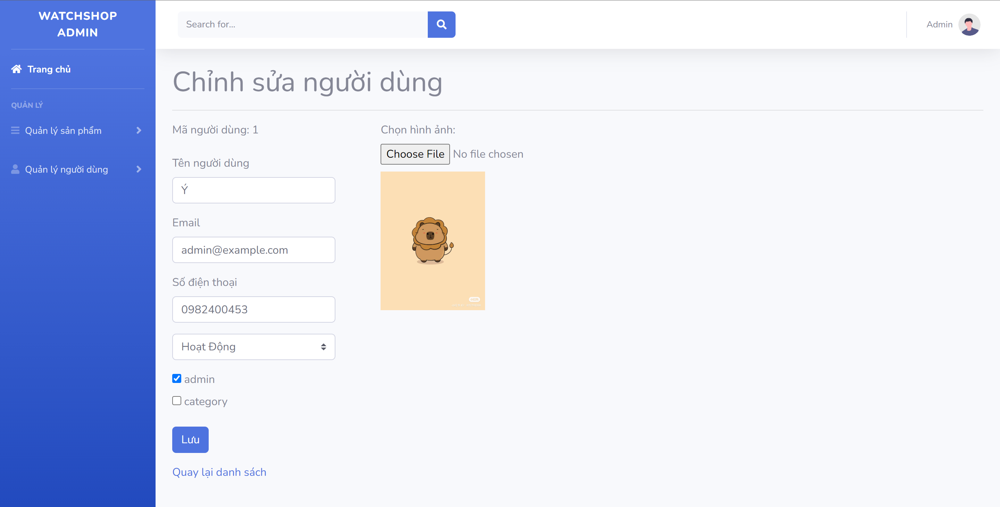 WATCHSHOP
ADMIN
Trang chủ
QUẢN LÝ
Quản lý sản phẩm
Quản lý người dùng
Search for...
Admin
Chỉnh sửa người dùng
Mã người dùng: 1
Tên người dùng
Ý
Email
admin@example.com
Số điện thoại
0982400453
Hoạt Động
admin
category
Lưu
Quay lại danh sách
Chọn hình ảnh:
Choose File No file chosen